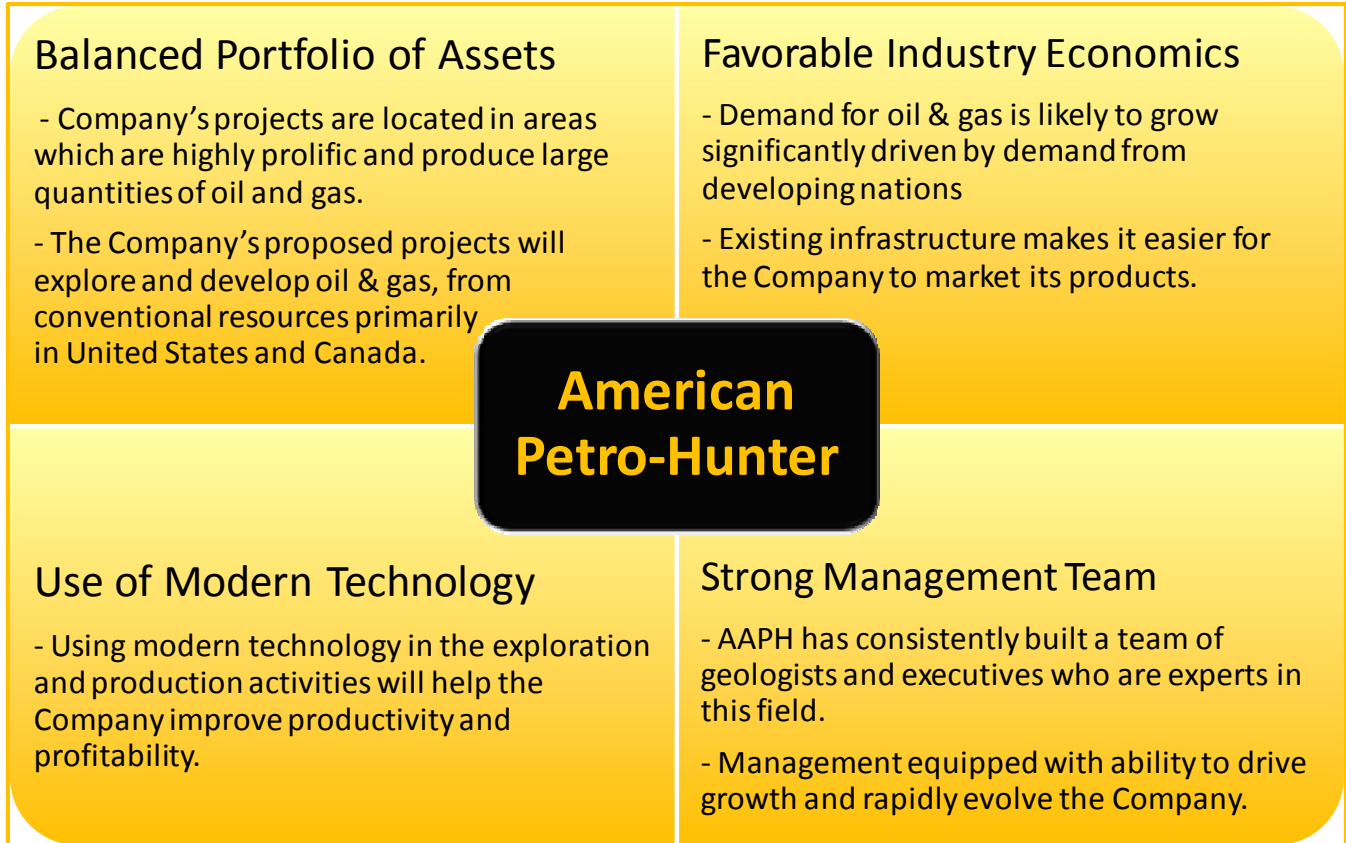 Balanced Portfolio of Assets
- Company's projects are located in areas
which are highly prolific and produce large
quantities of oil and gas.
- The Company's proposed projects will
explore and develop oil & gas, from
conventional resources primarily
in United States and Canada.
Favorable Industry Economics
- Demand for oil & gas is likely to grow
significantly driven by demand from
developing nations
- Existing infrastructure makes it easier for
the Company to market its products.
American
Petro-Hunter
Use of Modern Technology
- Using modern technology in the exploration
and production activities will help the
Company improve productivity and
profitability.
Strong Management Team
- AAPH has consistently built a team of
geologists and executives who are experts in
this field.
- Management equipped with ability to drive
growth and rapidly evolve the Company.